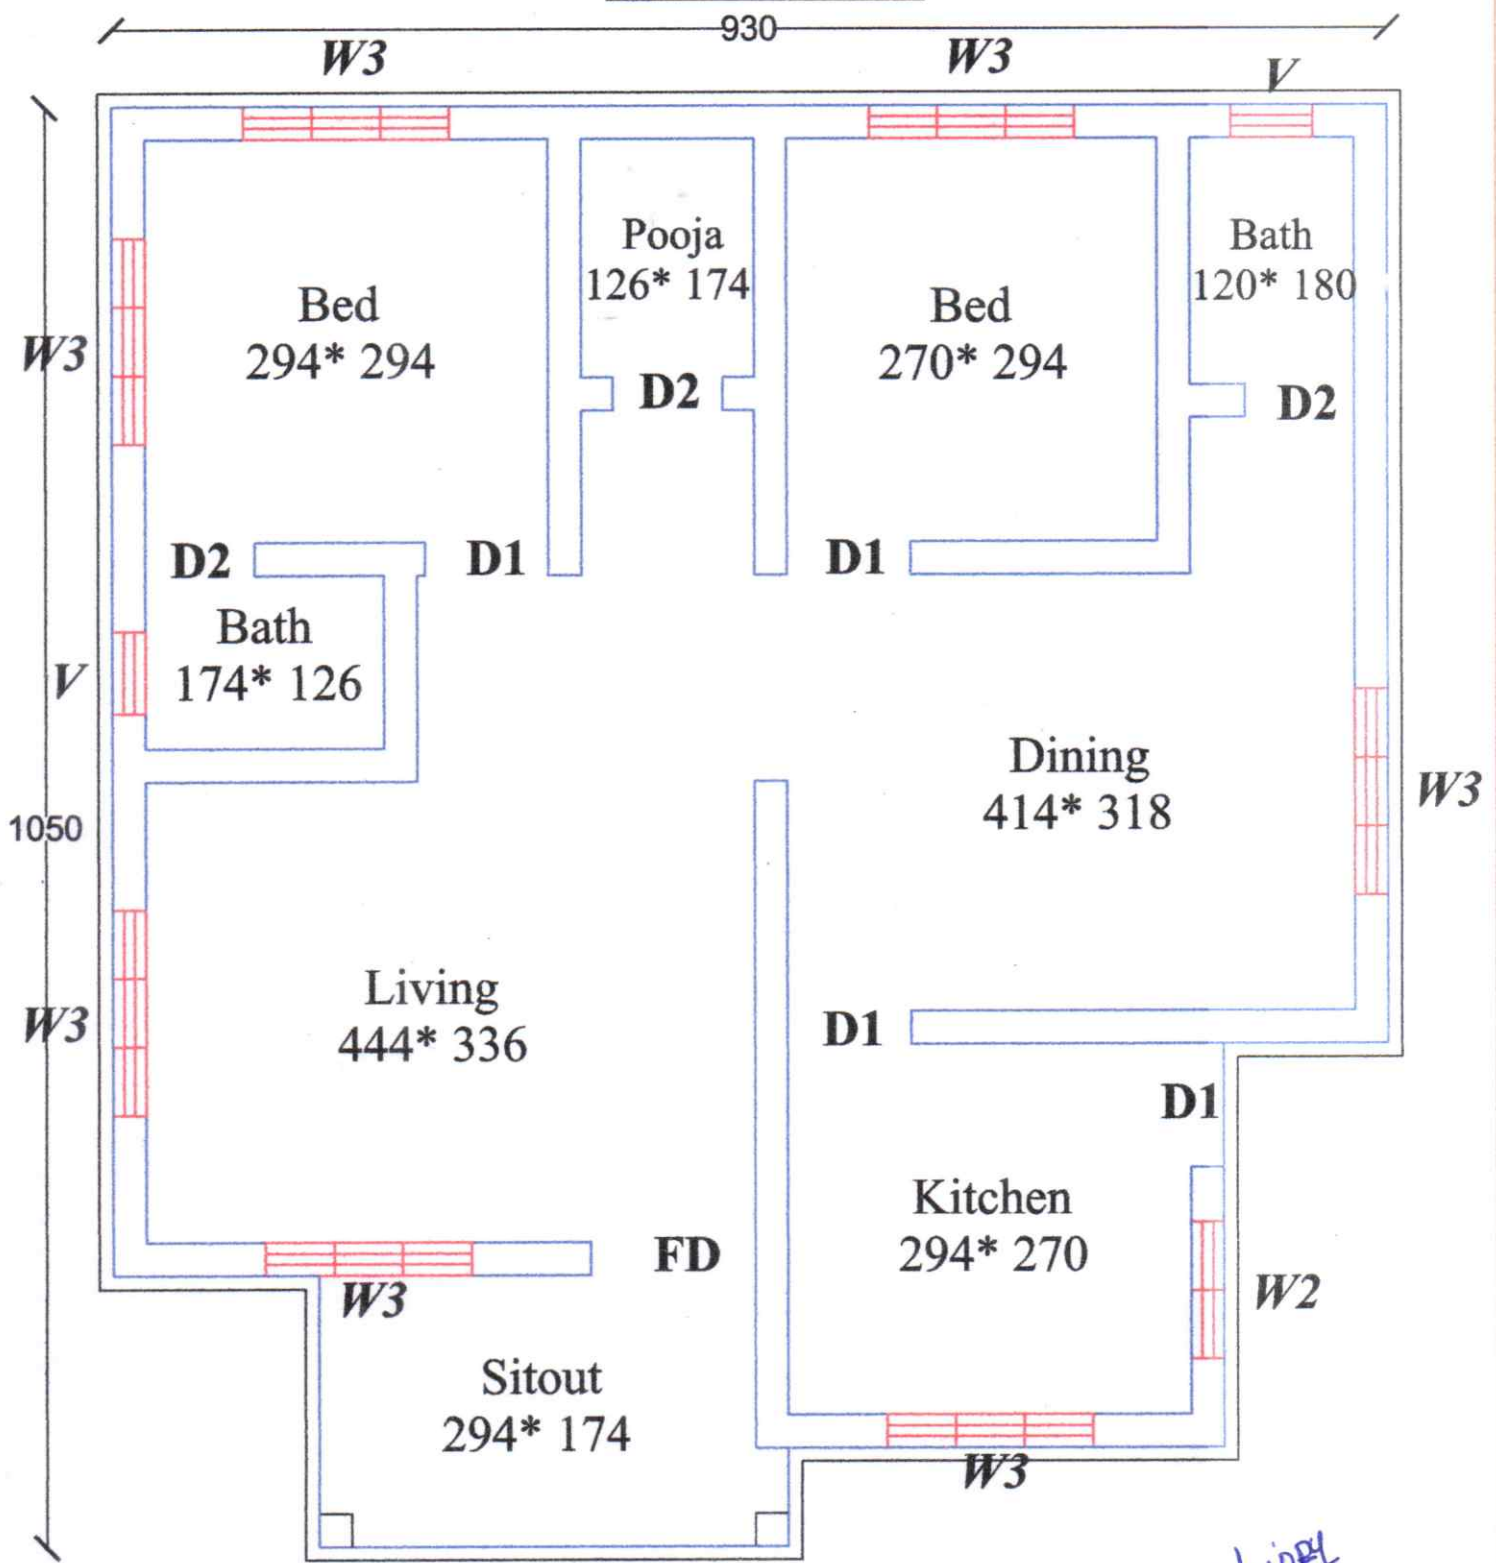 930
W3
W3
V
Pooja
126* 174
Bath
120* 180
Bed
294* 294
Bed
270* 294
W3
D2
D2
D2
D1
D1
Bath
174* 126
V
Dining
414* 318
W3
1050
Living
444* 336
W3
D1
D1
Kitchen
294* 270
FD
W3
W2
Sitout
294* 174
W3